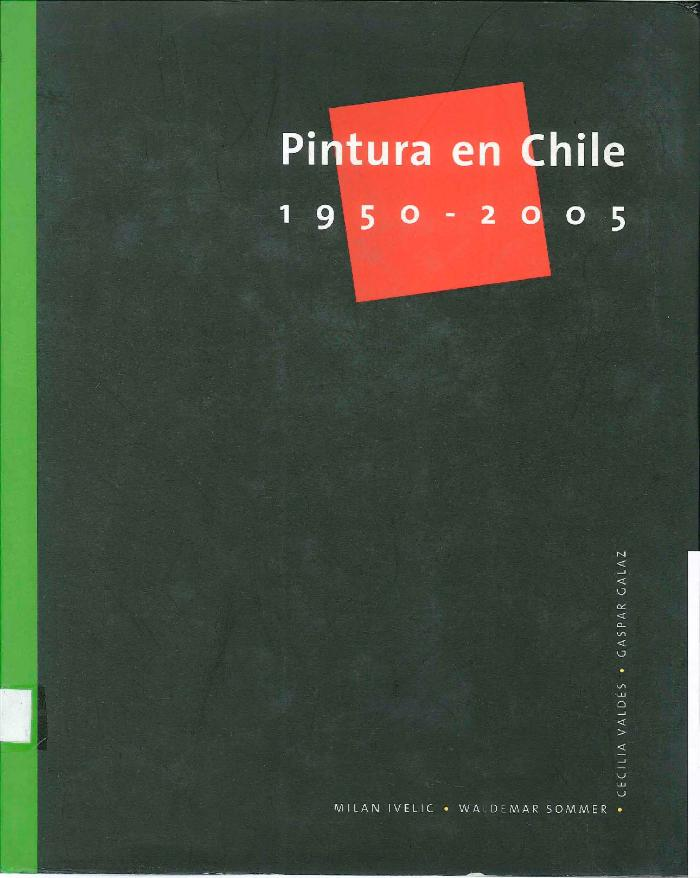 Pintura en Chile
1950-2005
MILAN IVELIC • WALDEMAR SOMMER •
CECILIA VALDÉS • GASPAR GALAZ